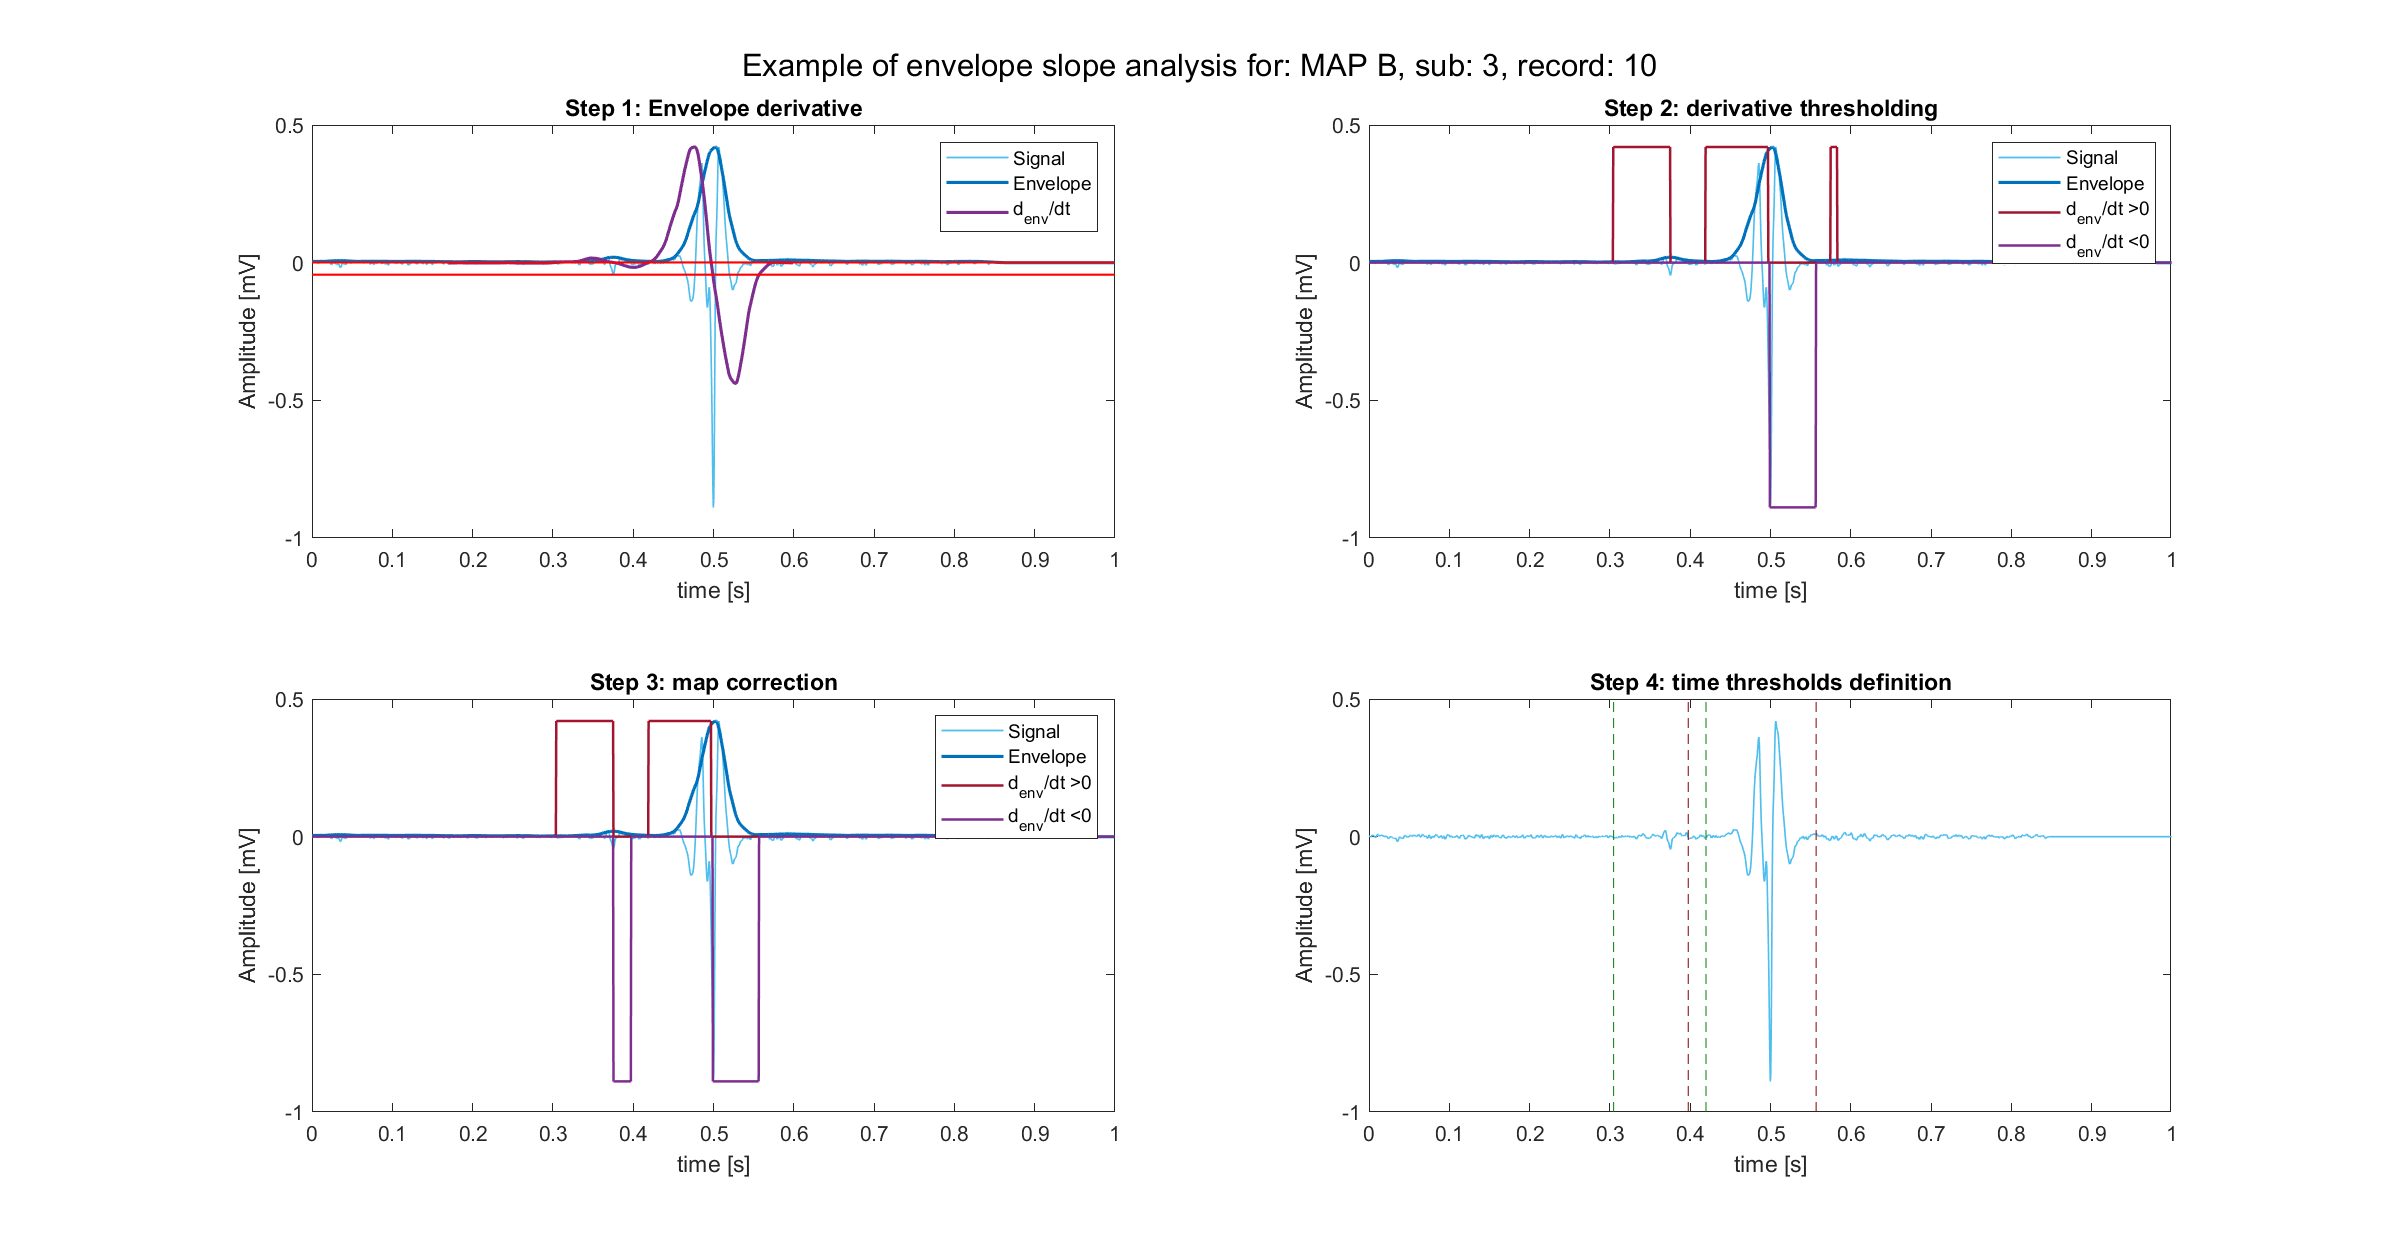 Example of envelope slope analysis for: MAP B, sub: 3, record: 10
Step 1: Envelope derivative
0.5
0
-0.5
-1
Amplitude [mV]
0 0.1 0.2 0.3 0.4 0.5 0.6 0.7 0.8 0.9 1
time [s]
Signal
Envelope
d_env/dt
Step 2: derivative thresholding
0.5
0
-0.5
-1
Amplitude [mV]
0 0.1 0.2 0.3 0.4 0.5 0.6 0.7 0.8 0.9 1
time [s]
Signal
Envelope
d_env/dt >0
d_env/dt <0
Step 3: map correction
0.5
0
-0.5
-1
Amplitude [mV]
0 0.1 0.2 0.3 0.4 0.5 0.6 0.7 0.8 0.9 1
time [s]
Signal
Envelope
d_env/dt >0
d_env/dt <0
Step 4: time thresholds definition
0.5
0
-0.5
-1
Amplitude [mV]
0 0.1 0.2 0.3 0.4 0.5 0.6 0.7 0.8 0.9 1
time [s]